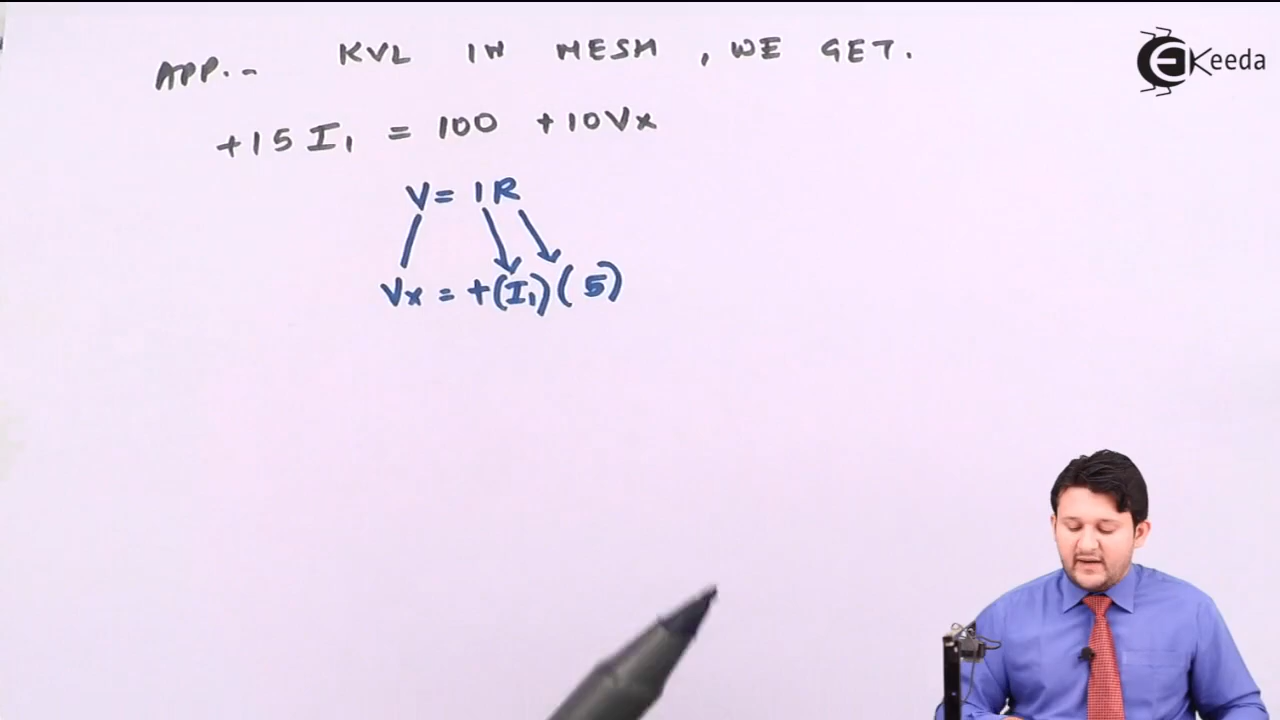 APP.- KVL IN MESH, WE GET.
+15 I₁ = 100 +10Vx
V = IR
Vx = +(I₁)(5)
EKeeda